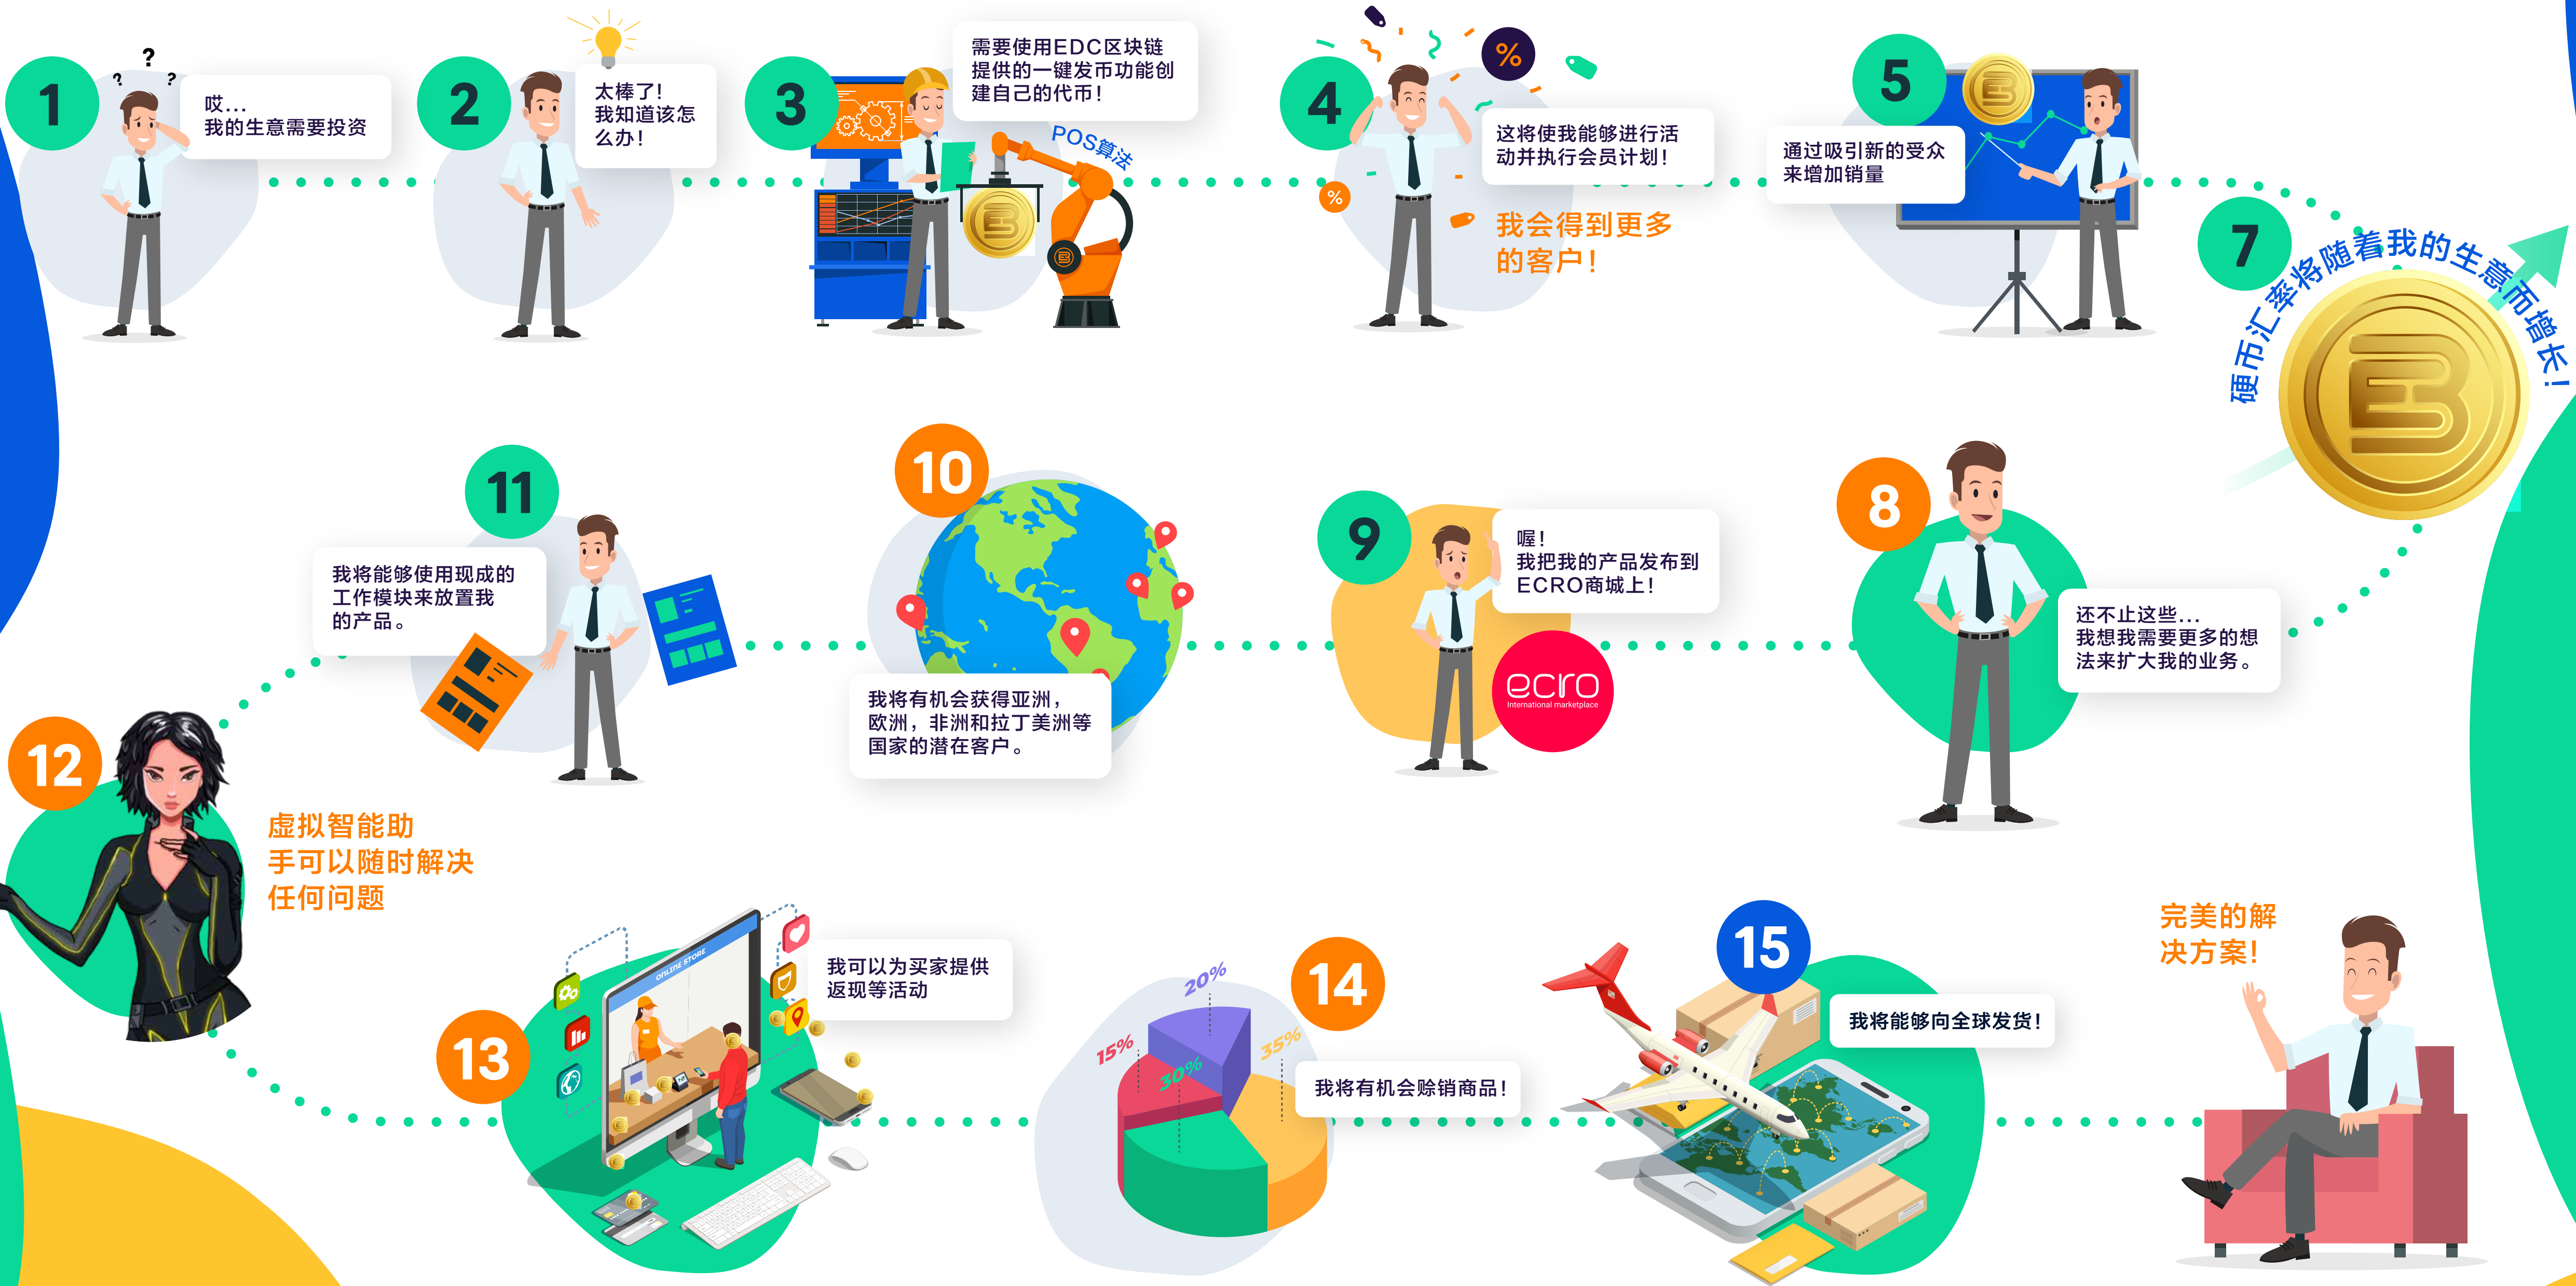 1
? ? ?
哎...
我的生意需要投资
2
太棒了!
我知道该怎
么办!
3
需要使用EDC区块链
提供的一键发币功能创
建自己的代币!
POS算法
4
%
%
这将使我能够进行活
动并执行会员计划!
我会得到更多
的客户!
5
通过吸引新的受众
来增加销量
7
硬币汇率将随着我的生意而增长!
8
还不止这些...
我想我需要更多的想
法来扩大我的业务。
9
喔!
我把我的产品发布到
ECRO商城上!
ecro
International marketplace
10
我将有机会获得亚洲，
欧洲，非洲和拉丁美洲等
国家的潜在客户。
11
我将能够使用现成的
工作模块来放置我
的产品。
12
虚拟智能助
手可以随时解决
任何问题
13
ONLINE STORE
我可以为买家提供
返现等活动
14
20%
15%
30%
35%
我将有机会赊销商品!
15
我将能够向全球发货!
完美的解
决方案!